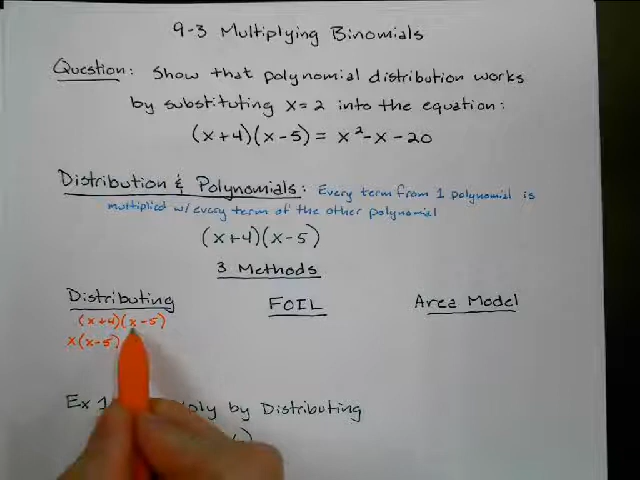 9-3 Multiplying Binomials
Question: Show that polynomial distribution works
by substituting x=2 into the equation:
(x+4)(x-5) = x²-x-20
Distribution & Polynomials: Every term from 1 polynomial is
multiplied w/every term of the other polynomial
(x+4)(x-5)
3 Methods
Distributing FOIL Area Model
(x+4)(x-5)
x(x-5)
Ex 1 by Distributing